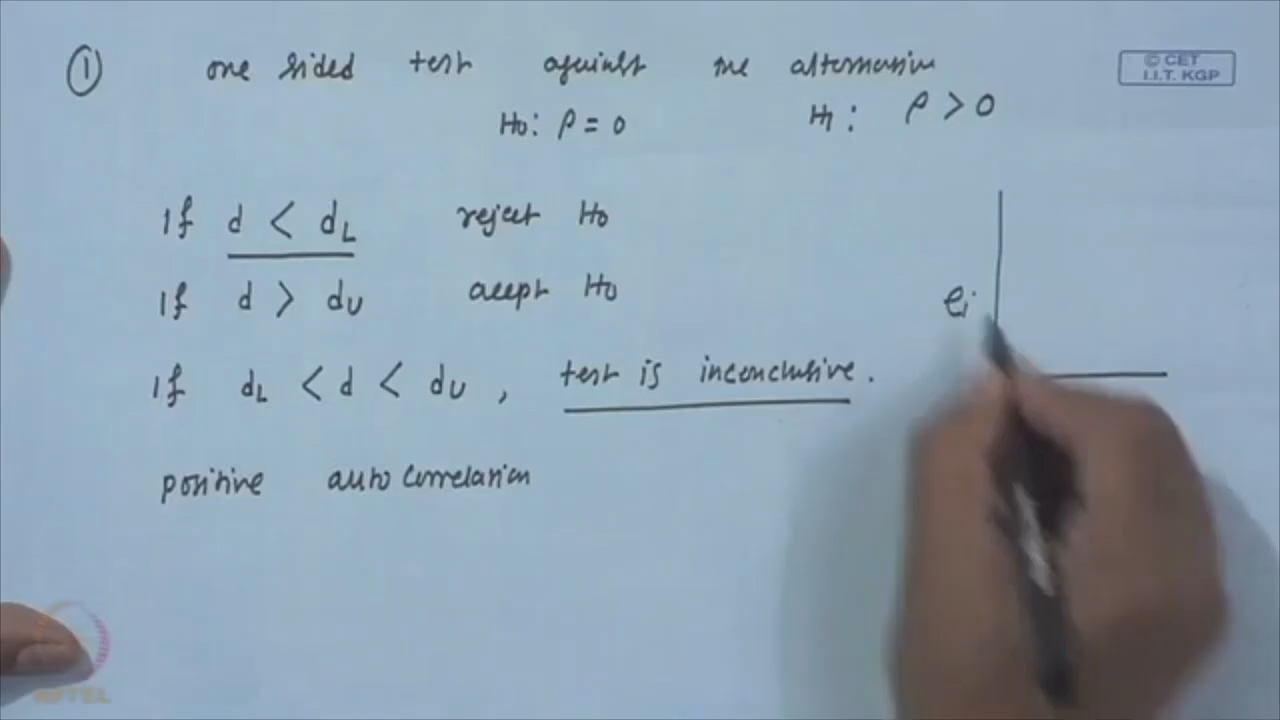 ① one sided test against the alternative
© CET
I.I.T. KGP
H0: ρ = 0 H1: ρ > 0
If d < dL reject H0
If d > dU accept H0
ei
If dL < d < dU , test is inconclusive.
positive autocorrelation
NPTEL